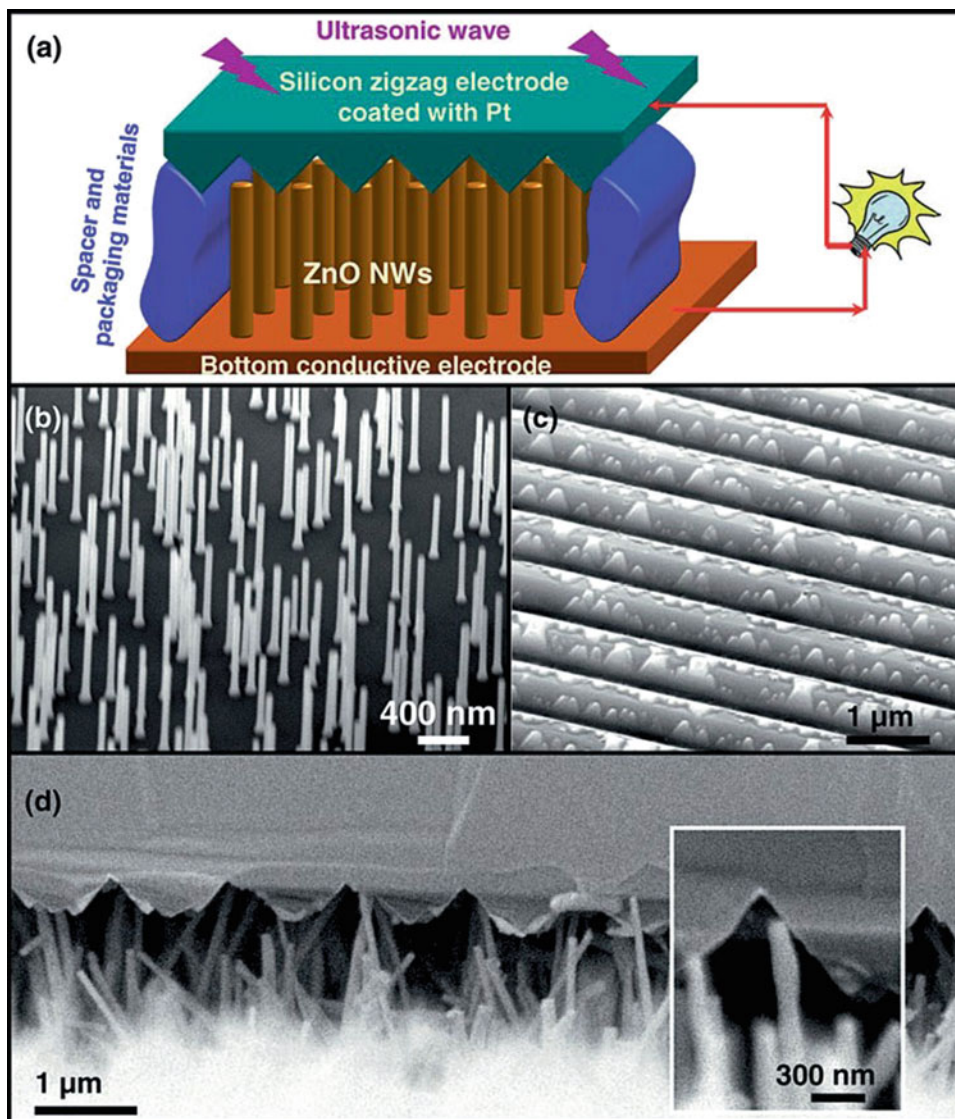 (a)
Ultrasonic wave
Silicon zigzag electrode
coated with Pt
Spacer and
packaging materials
ZnO NWs
Bottom conductive electrode
(b)
400 nm
(c)
1 μm
(d)
1 μm
300 nm